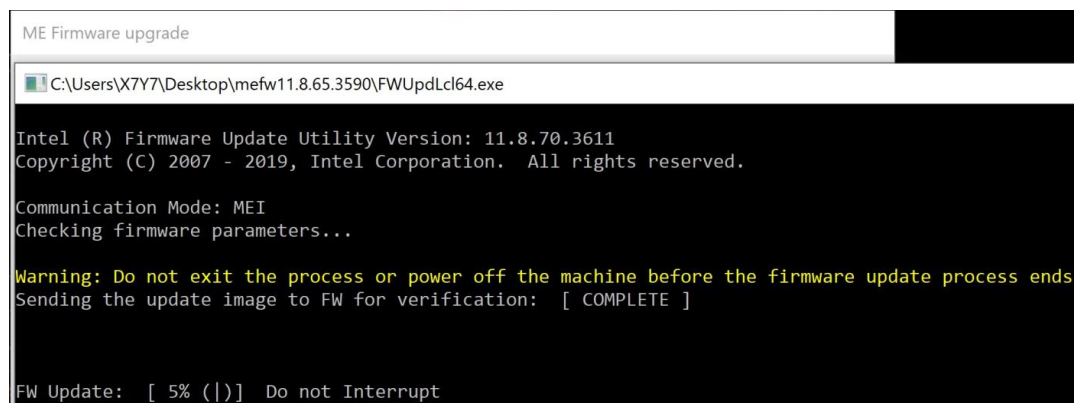 ME Firmware upgrade
C:\Users\X7Y7\Desktop\mefw11.8.65.3590\FWUpdLcl64.exe
Intel (R) Firmware Update Utility Version: 11.8.70.3611
Copyright (C) 2007 - 2019, Intel Corporation.  All rights reserved.
Communication Mode: MEI
Checking firmware parameters...
Warning: Do not exit the process or power off the machine before the firmware update process ends
Sending the update image to FW for verification:  [ COMPLETE ]
FW Update:  [ 5% (|)]  Do not Interrupt